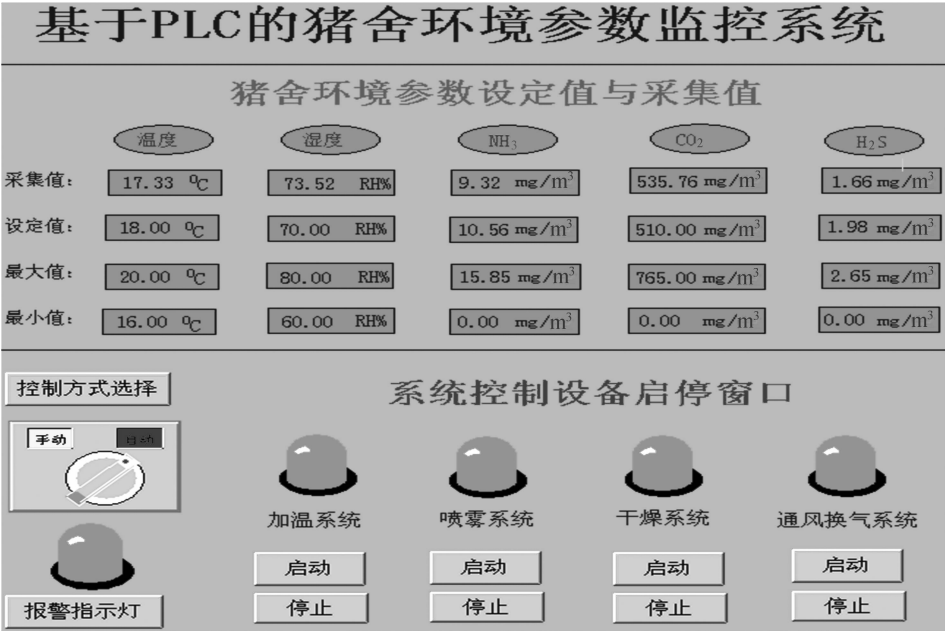 基于PLC的猪舍环境参数监控系统
猪舍环境参数设定值与采集值
温度 湿度 NH₃ CO₂ H₂S
采集值: 17.33 ⁰C 73.52 RH% 9.32 mg/m³ 535.76 mg/m³ 1.66 mg/m³
设定值: 18.00 ⁰C 70.00 RH% 10.56 mg/m³ 510.00 mg/m³ 1.98 mg/m³
最大值: 20.00 ⁰C 80.00 RH% 15.85 mg/m³ 765.00 mg/m³ 2.65 mg/m³
最小值: 16.00 ⁰C 60.00 RH% 0.00 mg/m³ 0.00 mg/m³ 0.00 mg/m³
控制方式选择 系统控制设备启停窗口
手动 自动
加温系统 喷雾系统 干燥系统 通风换气系统
启动 启动 启动 启动
报警指示灯 停止 停止 停止 停止